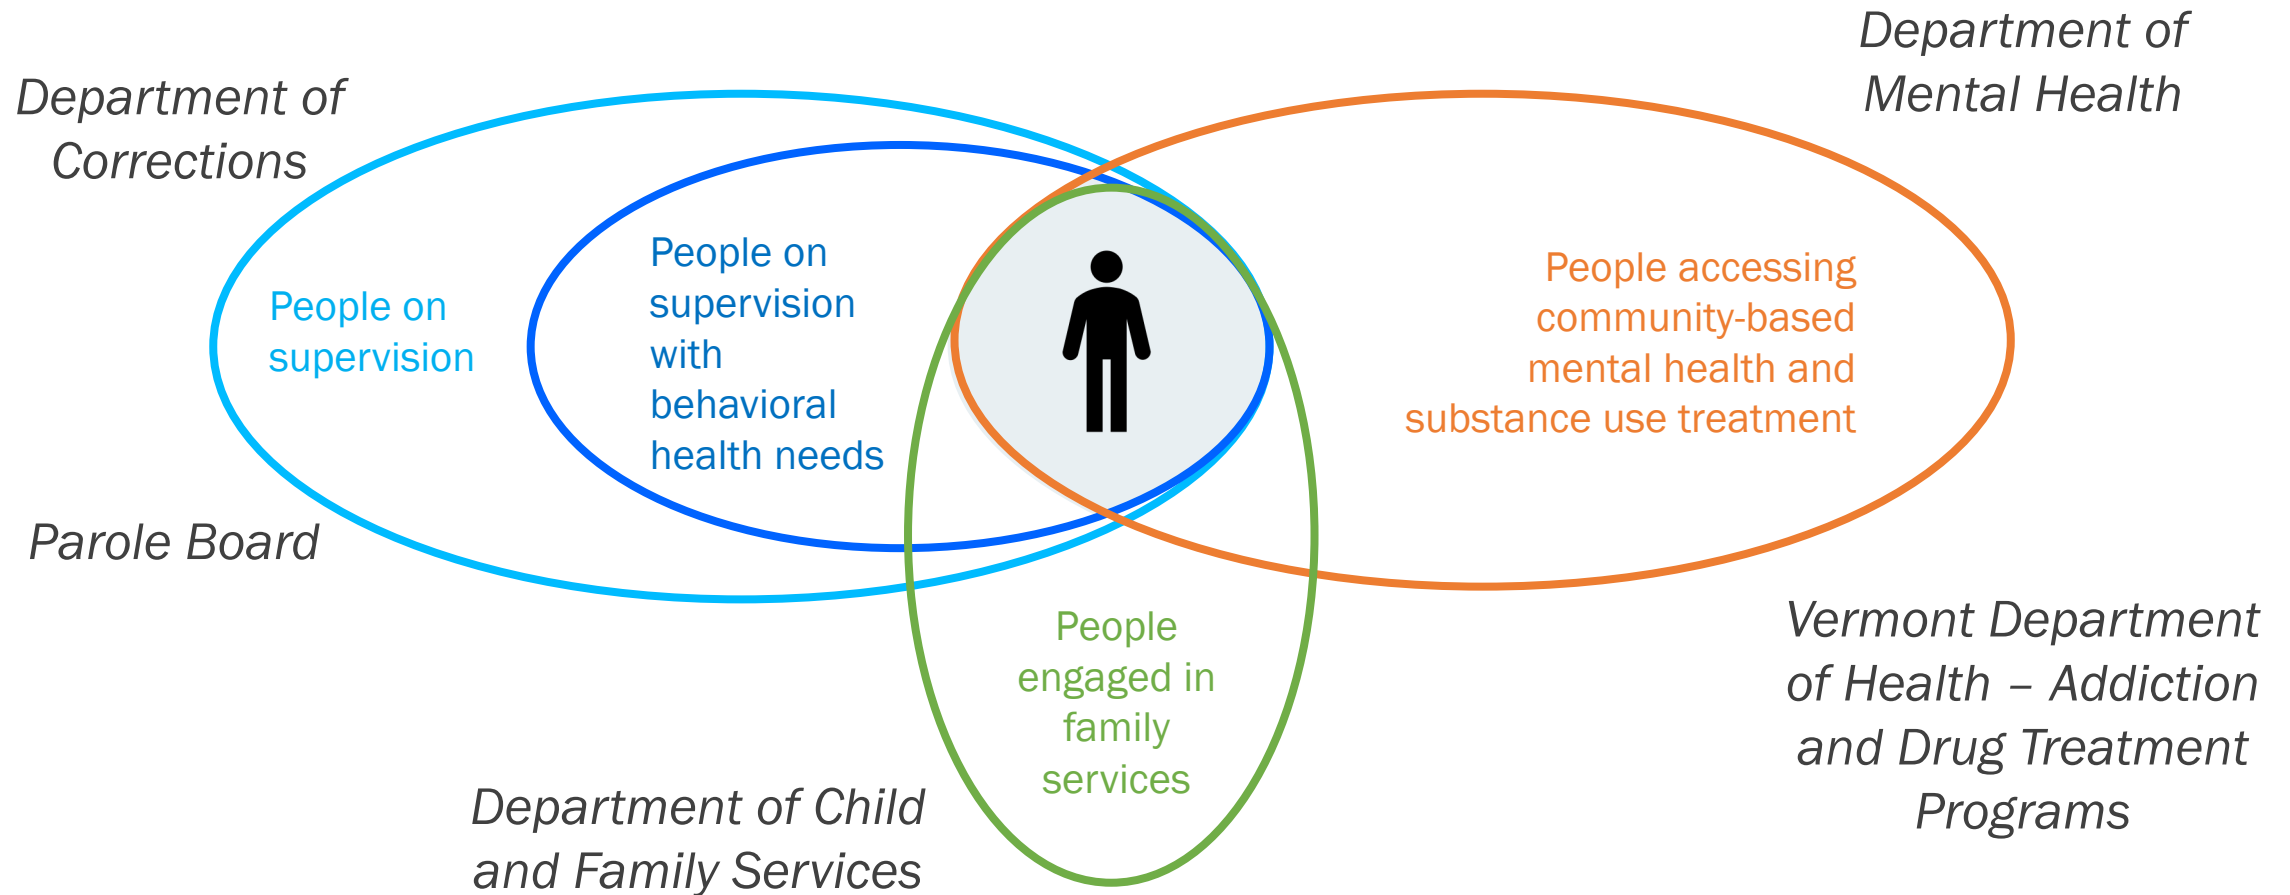 Department of
Mental Health
Department of
Corrections
People on
supervision
People on
supervision
with
behavioral
health needs
People accessing
community-based
mental health and
substance use treatment
Parole Board
People
engaged in
family
services
Vermont Department
of Health – Addiction
and Drug Treatment
Programs
Department of Child
and Family Services